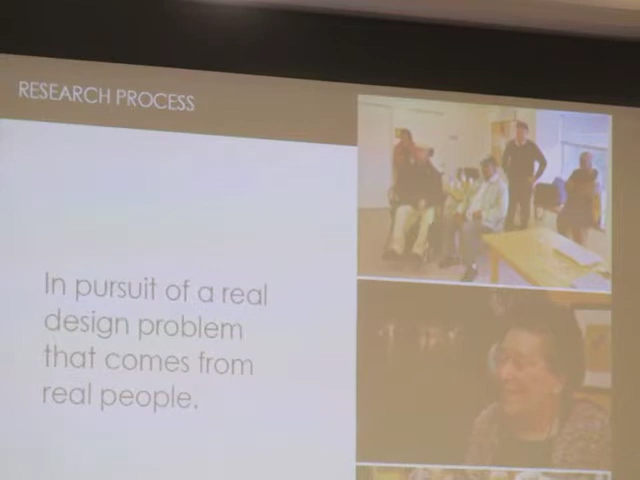 RESEARCH PROCESS
In pursuit of a real
design problem
that comes from
real people.